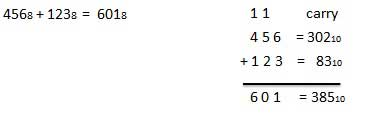 456₈ + 123₈ = 601₈
1 1 carry
4 5 6 = 302₁₀
+ 1 2 3 = 83₁₀
6 0 1 = 385₁₀